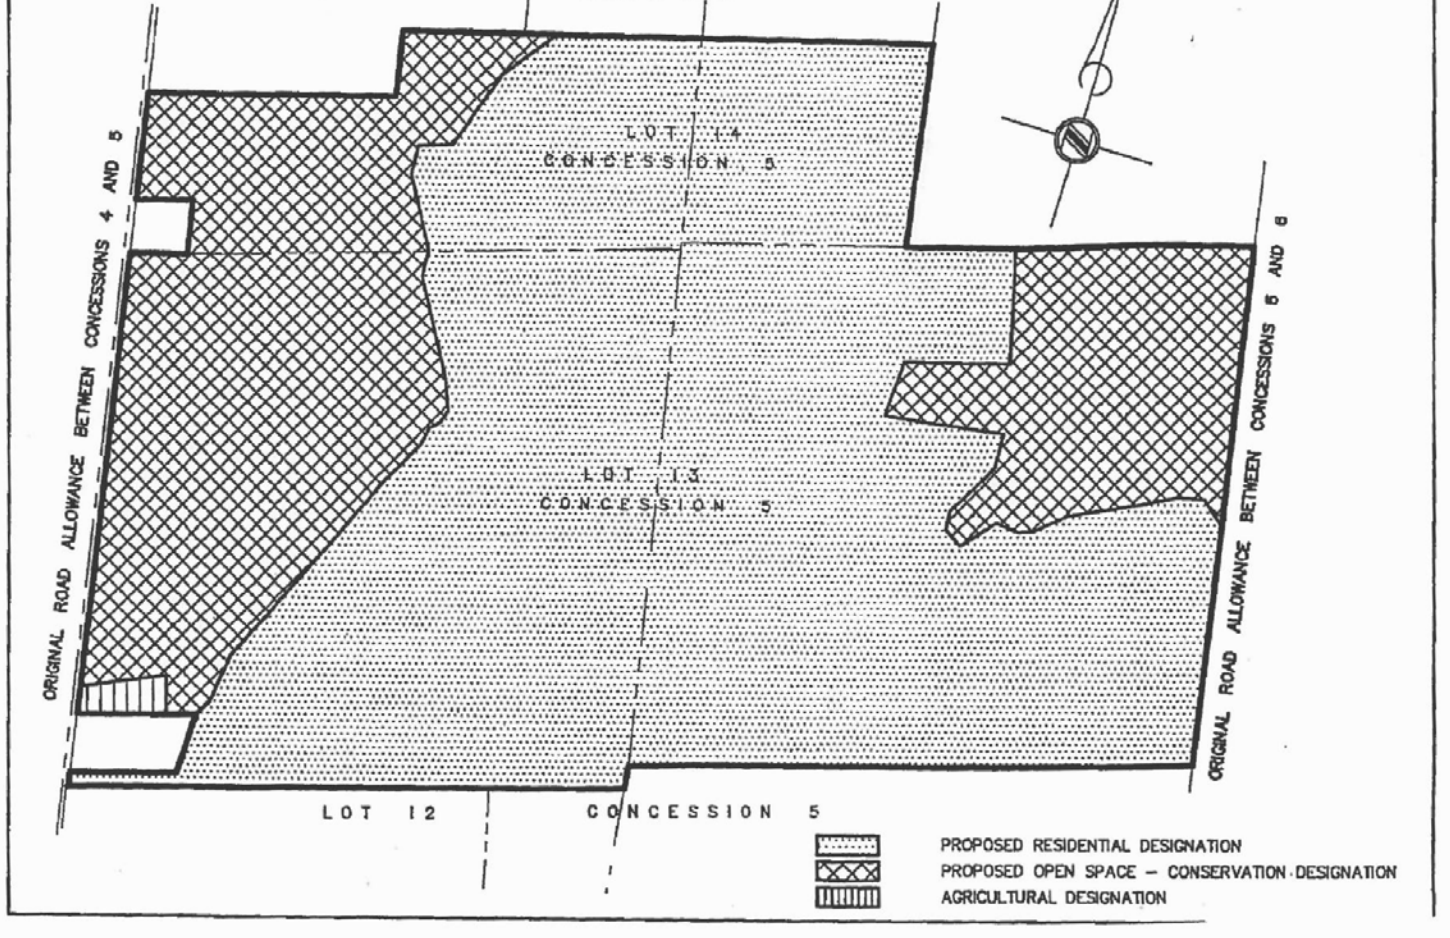 LOT 14
CONCESSION 5
ORIGINAL ROAD ALLOWANCE BETWEEN CONCESSIONS 4 AND 5
ORIGINAL ROAD ALLOWANCE BETWEEN CONCESSIONS 5 AND 6
LOT 13
CONCESSION 5
LOT 12 CONCESSION 5
PROPOSED RESIDENTIAL DESIGNATION
PROPOSED OPEN SPACE - CONSERVATION DESIGNATION
AGRICULTURAL DESIGNATION